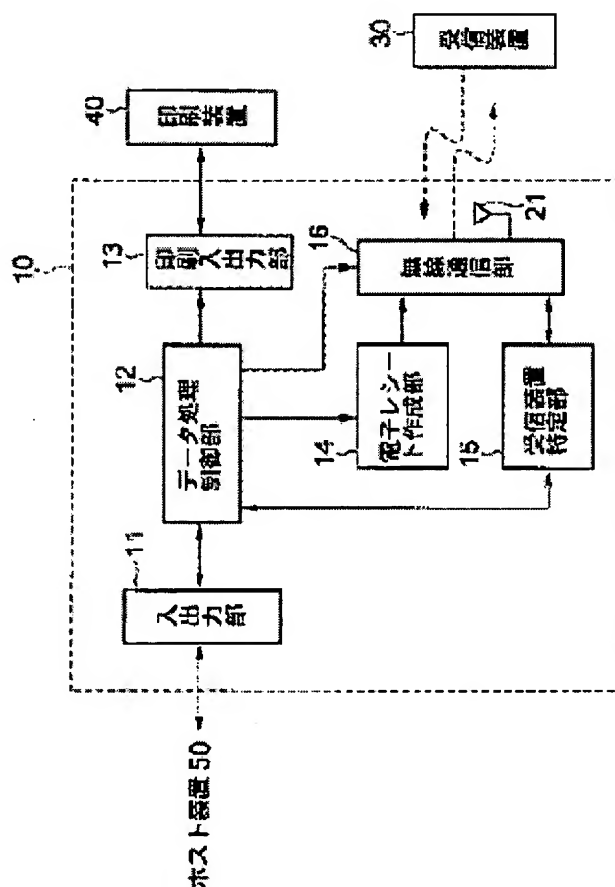 ホスト装置 50
11
入出力部
10
12
データ処理
制御部
13
印刷
入出力部
40
印刷装置
14
電子レシー
ト作成部
15
受信装置
特定部
16
無線通信部
21
30
受信装置